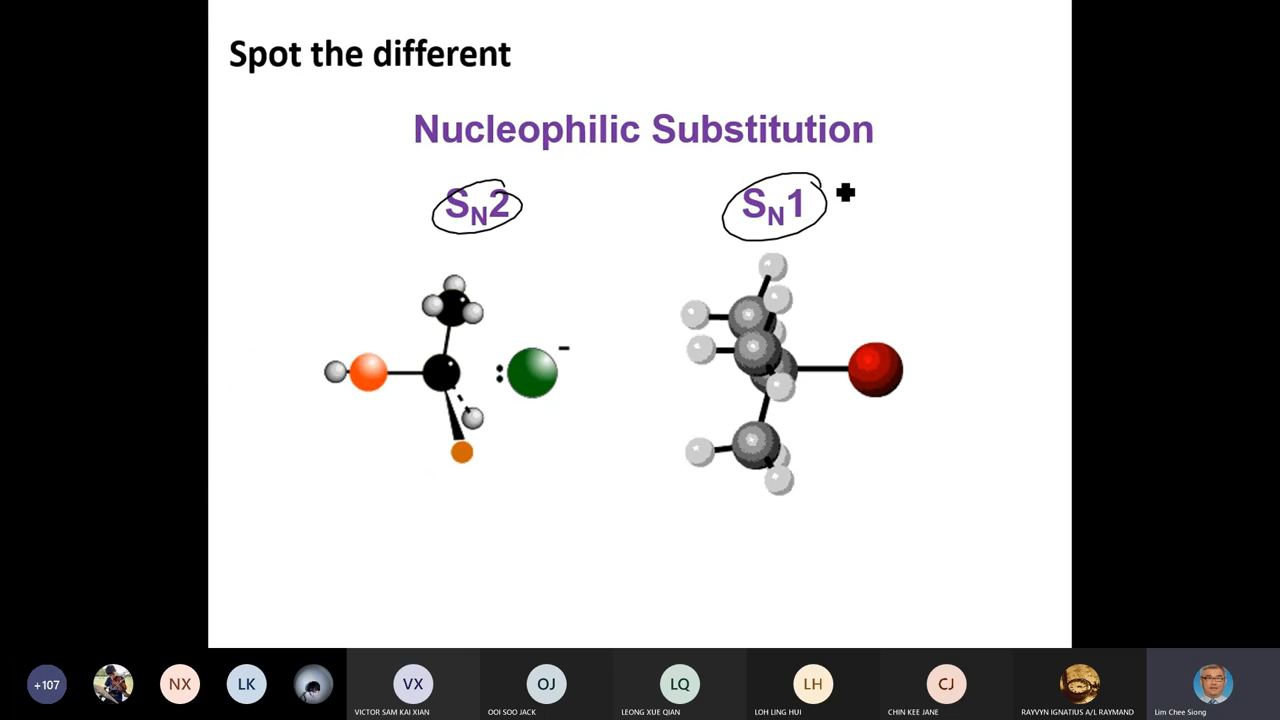 Spot the different
Nucleophilic Substitution
SN2
SN1
-
+107
NX
LK
VX
OJ
LQ
LH
CJ
VICTOR SAM KAI XIAN
OOI SOO JACK
LEONG XUE QIAN
LOH LING HUI
CHIN KEE JANE
RAYVYN IGNATIUS A/L RAYMAND
Lim Chee Siong